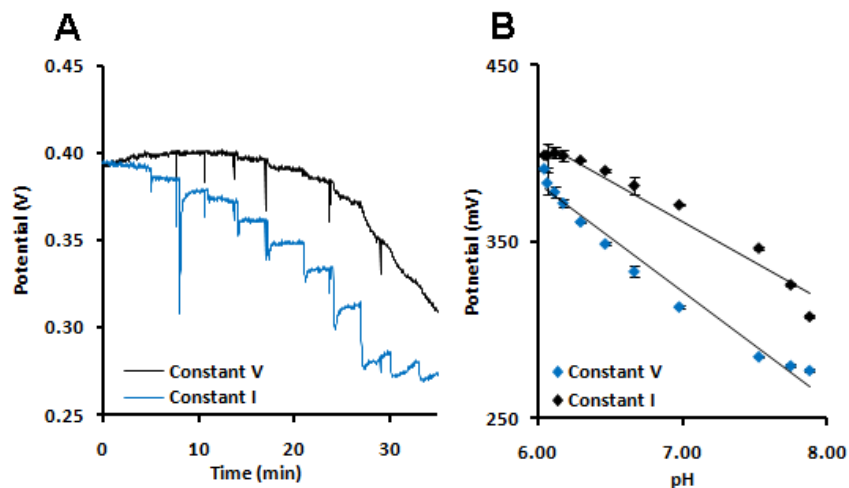 A
0.45
0.40
0.35
0.30
0.25
Potential (V)
Constant V
Constant I
0
10
20
30
Time (min)
B
450
350
250
Potnetial (mV)
Constant V
Constant I
6.00
7.00
8.00
pH